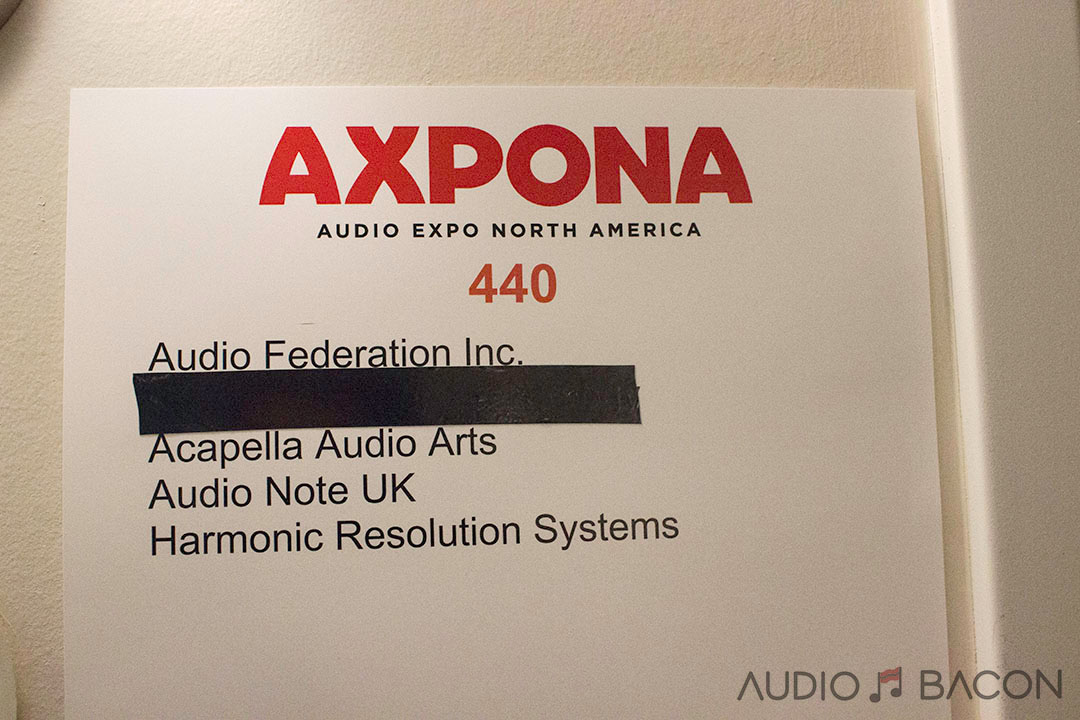 AXPONA
AUDIO EXPO NORTH AMERICA
440
Audio Federation Inc.
Acapella Audio Arts
Audio Note UK
Harmonic Resolution Systems
AUDIO BACON